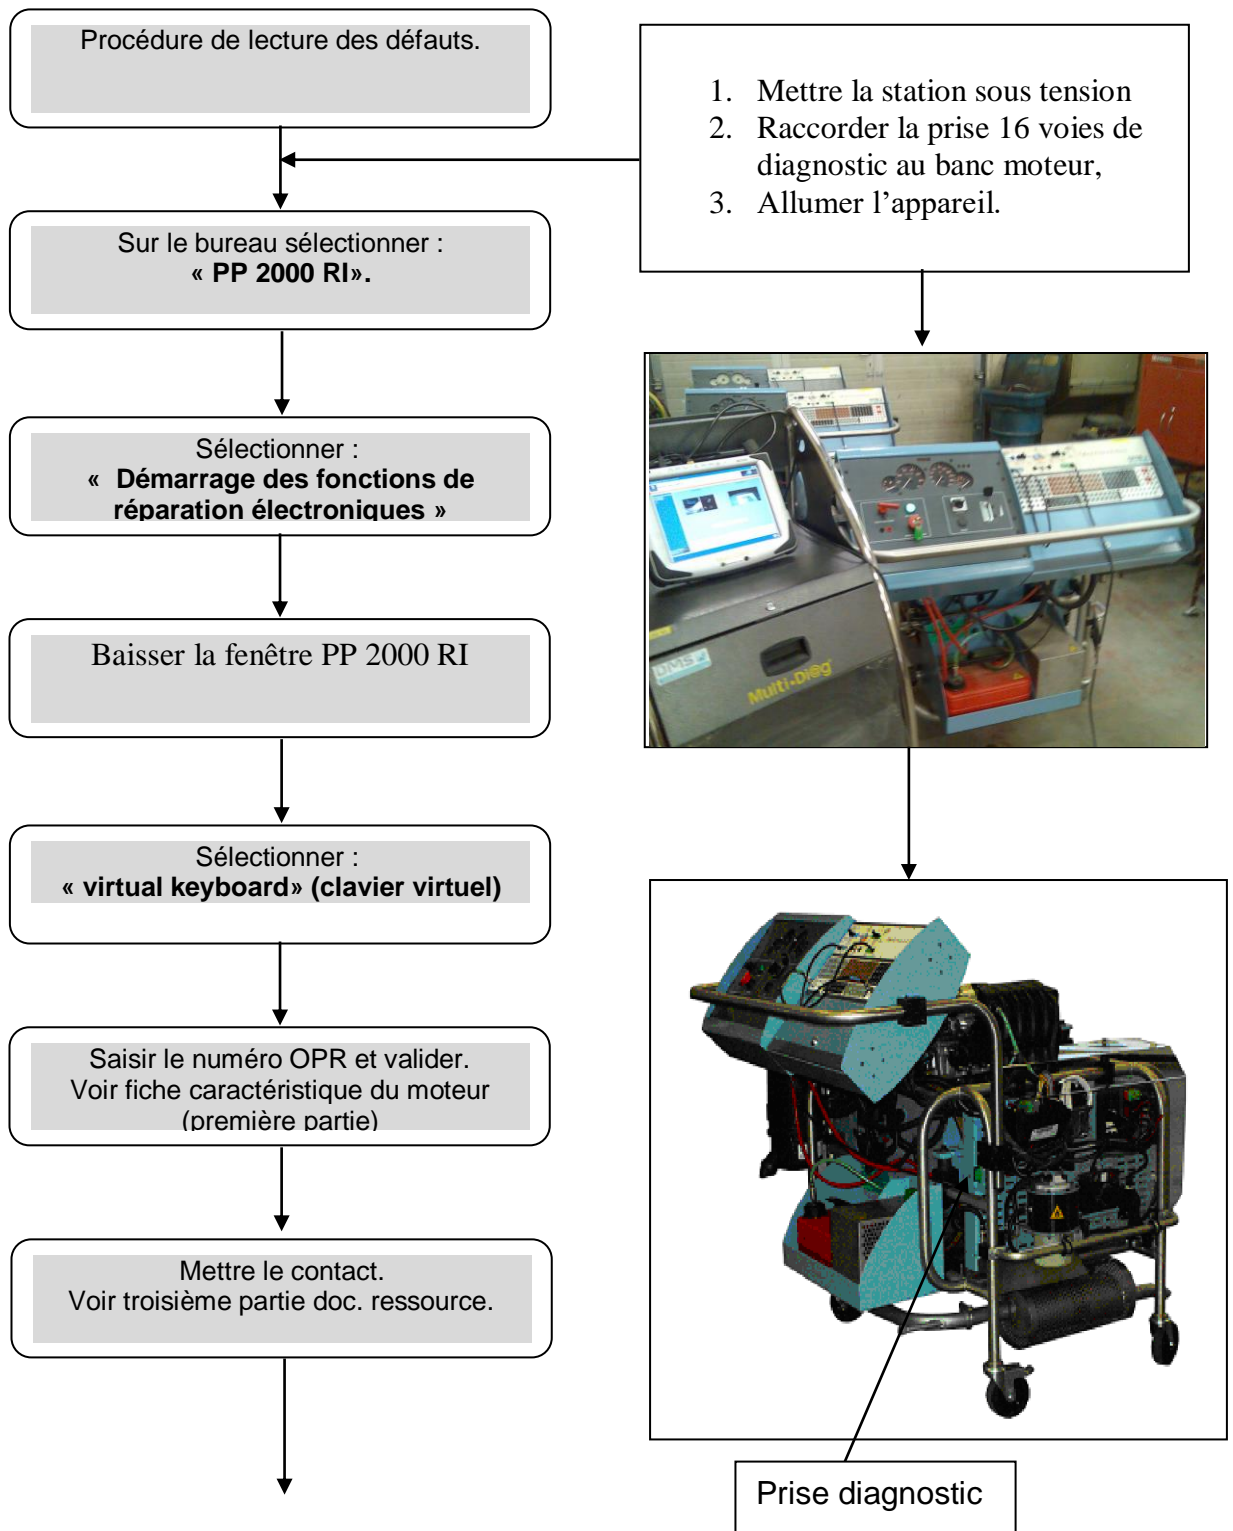 Procédure de lecture des défauts.
1. Mettre la station sous tension
2. Raccorder la prise 16 voies de
diagnostic au banc moteur,
3. Allumer l'appareil.
Sur le bureau sélectionner :
« PP 2000 RI».
Sélectionner :
« Démarrage des fonctions de
réparation électroniques »
Baisser la fenêtre PP 2000 RI
Sélectionner :
« virtual keyboard» (clavier virtuel)
Saisir le numéro OPR et valider.
Voir fiche caractéristique du moteur
(première partie)
Mettre le contact.
Voir troisième partie doc. ressource.
DMS
Multi-Di@g
Prise diagnostic